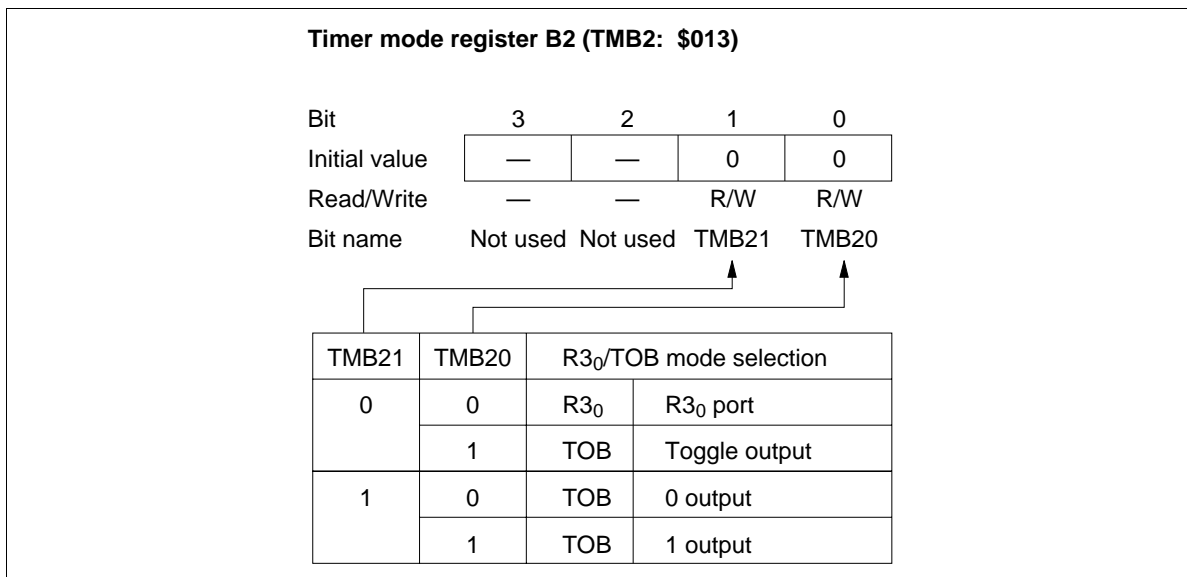 Timer mode register B2 (TMB2: $013)
Bit 3 2 1 0
Initial value — — 0 0
Read/Write — — R/W R/W
Bit name Not used Not used TMB21 TMB20
TMB21 TMB20 R3₀/TOB mode selection
0 0 R3₀ R3₀ port
1 TOB Toggle output
1 0 TOB 0 output
1 TOB 1 output